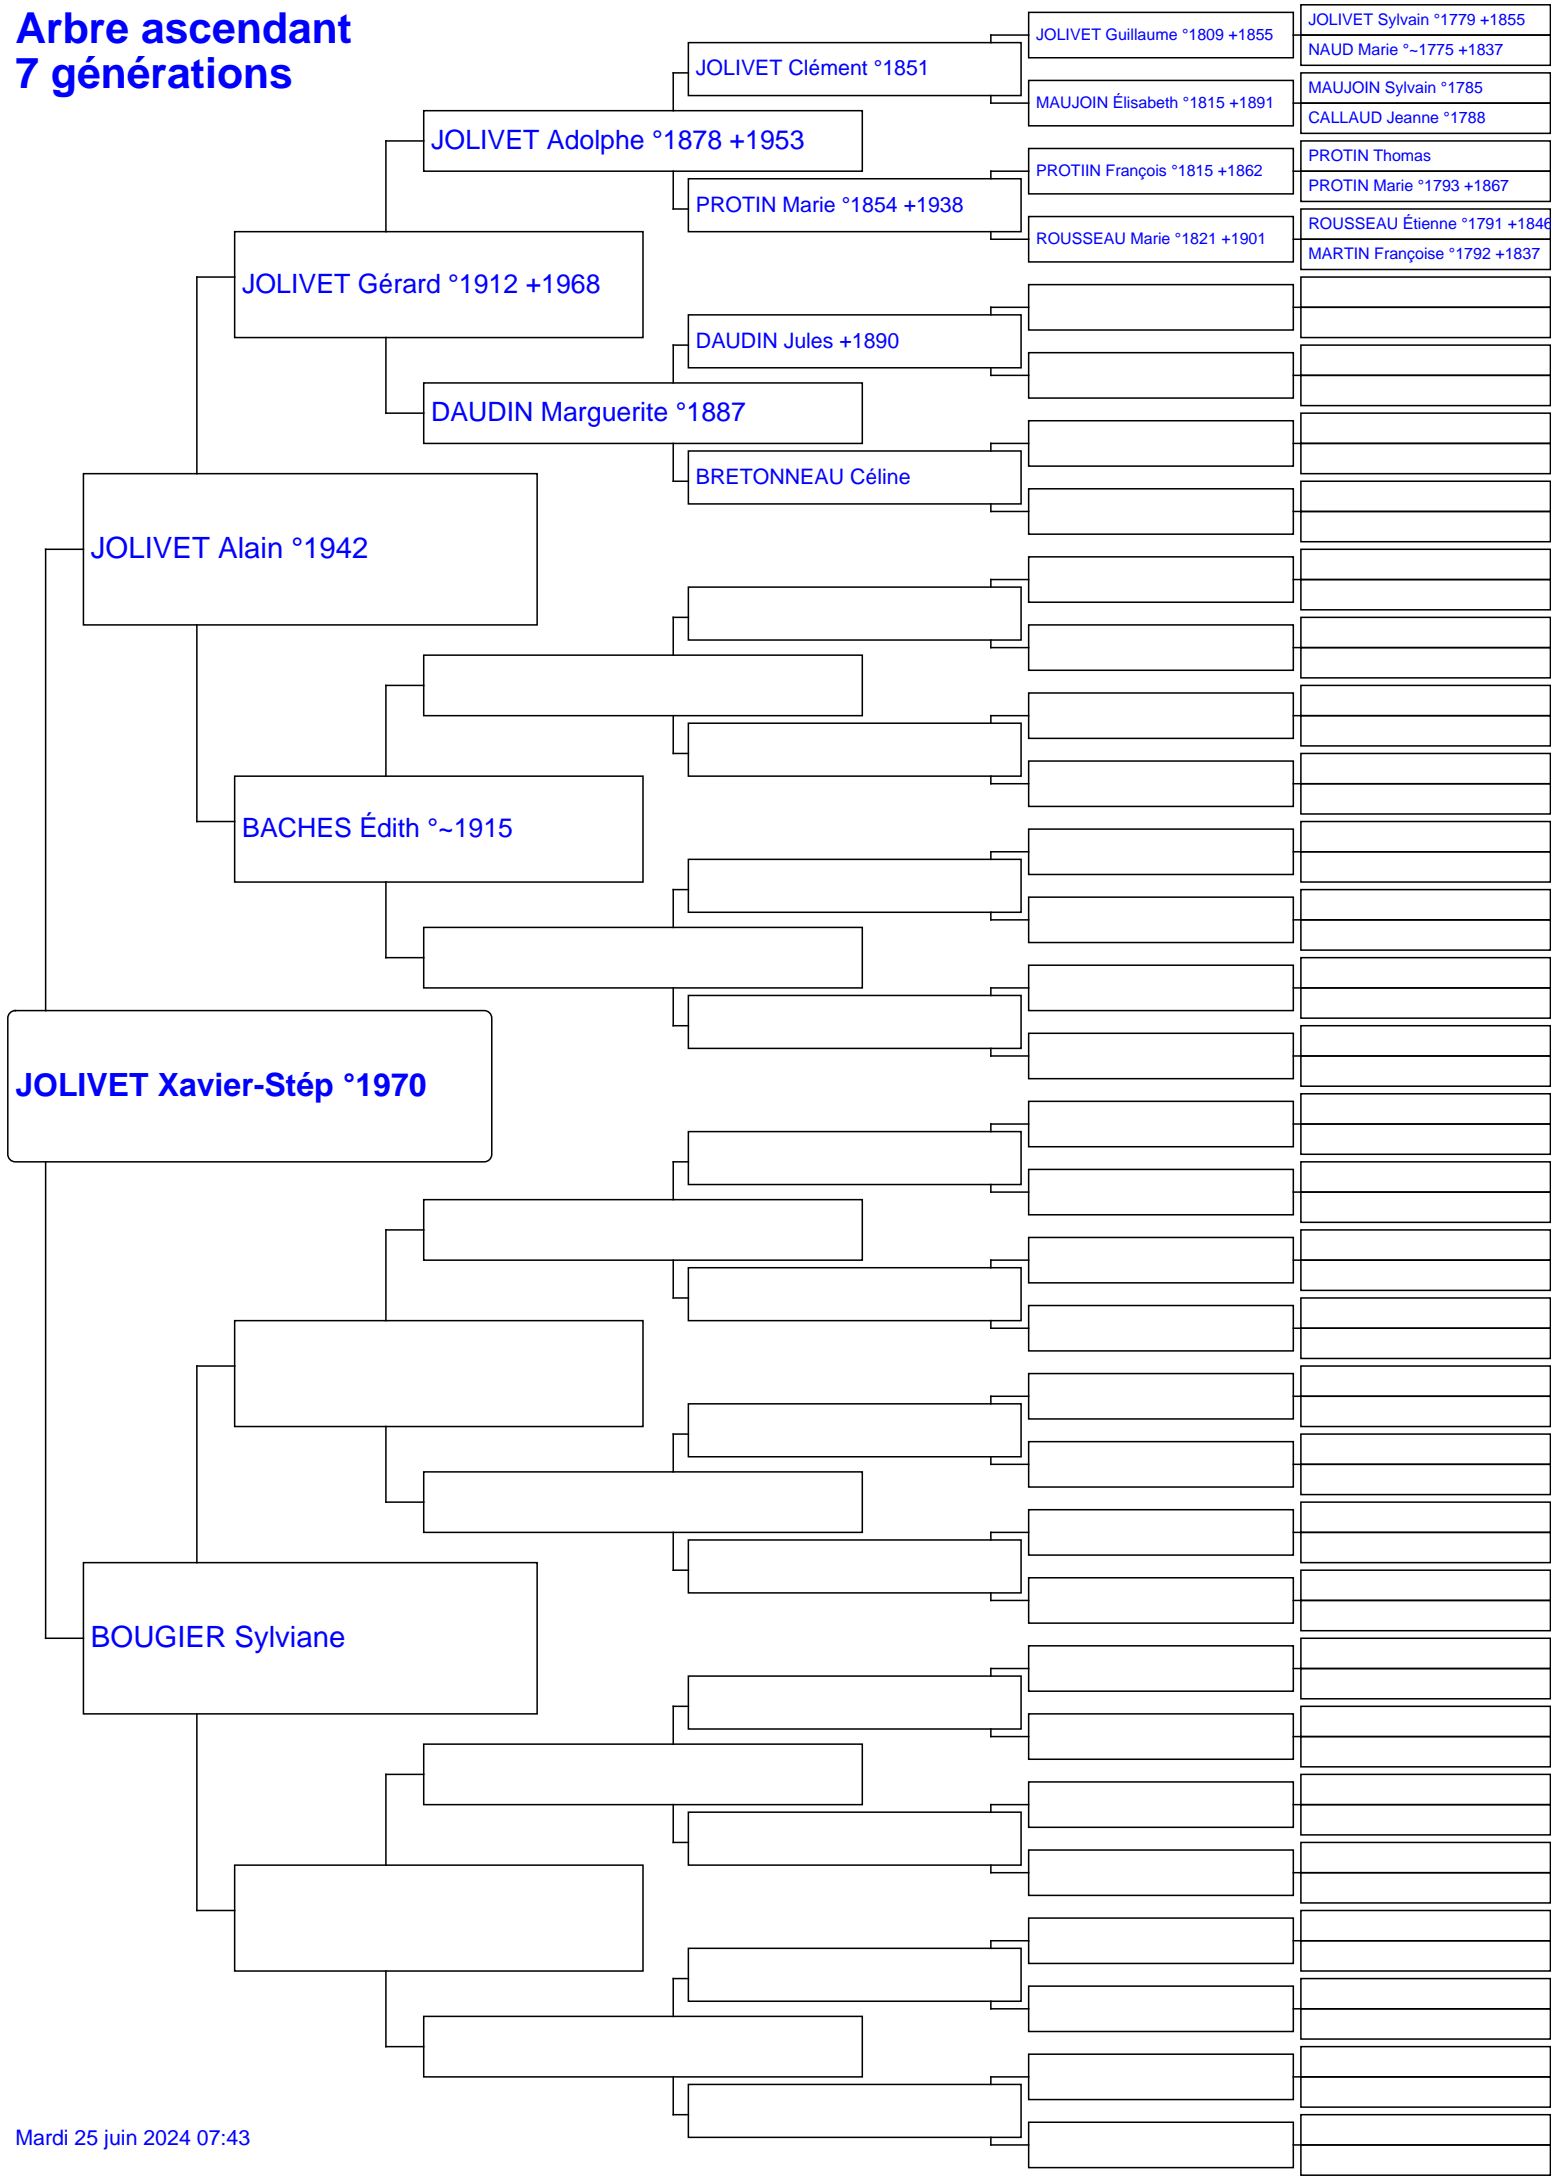 Arbre ascendant
7 générations
JOLIVET Guillaume °1809 +1855
JOLIVET Sylvain °1779 +1855
NAUD Marie °~1775 +1837
JOLIVET Clément °1851
MAUJOIN Élisabeth °1815 +1891
MAUJOIN Sylvain °1785
CALLAUD Jeanne °1788
JOLIVET Adolphe °1878 +1953
PROTIIN François °1815 +1862
PROTIN Thomas
PROTIN Marie °1793 +1867
PROTIN Marie °1854 +1938
ROUSSEAU Marie °1821 +1901
ROUSSEAU Étienne °1791 +1846
MARTIN Françoise °1792 +1837
JOLIVET Gérard °1912 +1968
DAUDIN Jules +1890
DAUDIN Marguerite °1887
BRETONNEAU Céline
JOLIVET Alain °1942
BACHES Édith °~1915
JOLIVET Xavier-Stép °1970
BOUGIER Sylviane
Mardi 25 juin 2024 07:43